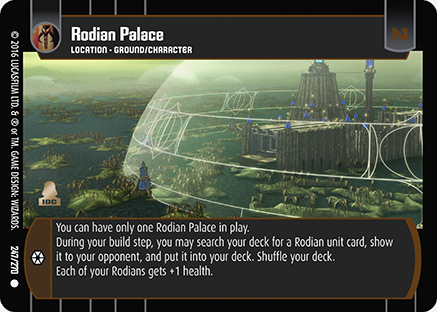 Rodian Palace
LOCATION - GROUND/CHARACTER
N
IDC
You can have only one Rodian Palace in play.
During your build step, you may search your deck for a Rodian unit card, show
it to your opponent, and put it into your deck. Shuffle your deck.
Each of your Rodians gets +1 health.
© 2016 LUCASFILM LTD. & ® or TM. GAME DESIGN: WIZARDS.
247/270